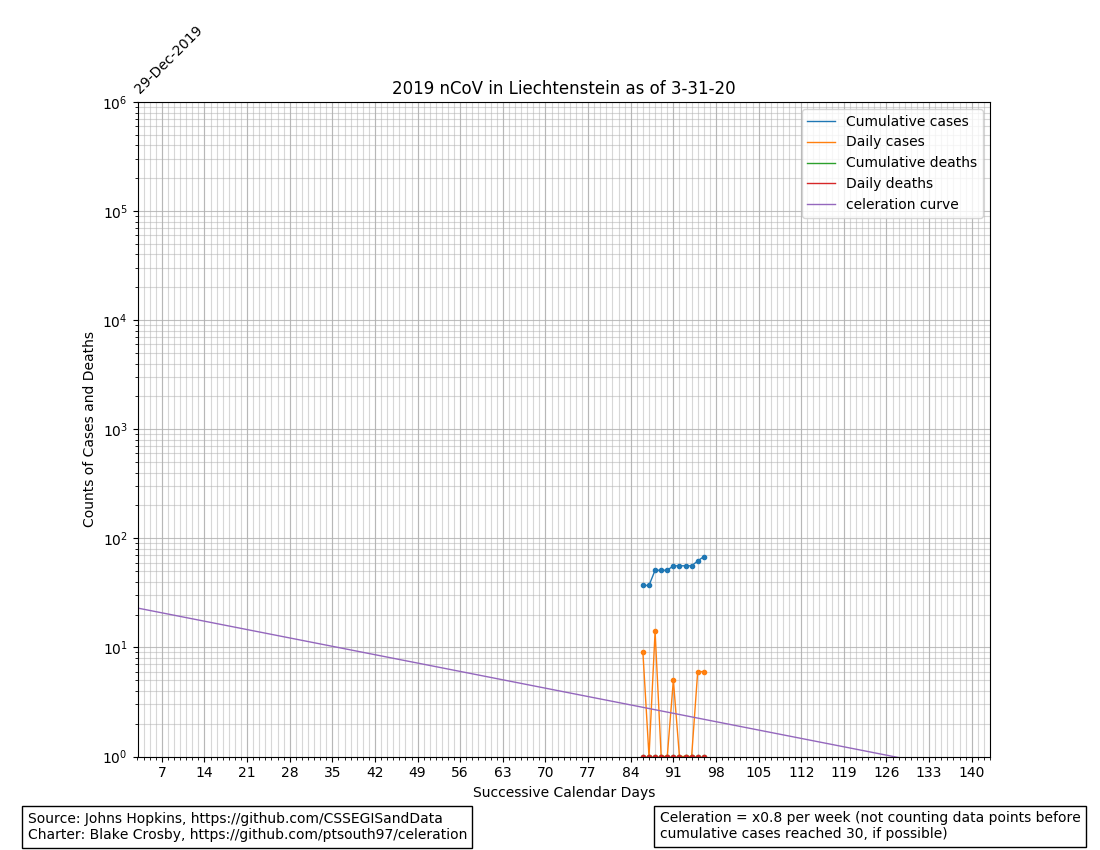 29-Dec-2019
2019 nCoV in Liechtenstein as of 3-31-20
Cumulative cases
Daily cases
Cumulative deaths
Daily deaths
celeration curve
Counts of Cases and Deaths
10^6
10^5
10^4
10^3
10^2
10^1
10^0
7 14 21 28 35 42 49 56 63 70 77 84 91 98 105 112 119 126 133 140
Successive Calendar Days
Source: Johns Hopkins, https://github.com/CSSEGISandData
Charter: Blake Crosby, https://github.com/ptsouth97/celeration
Celeration = x0.8 per week (not counting data points before
cumulative cases reached 30, if possible)